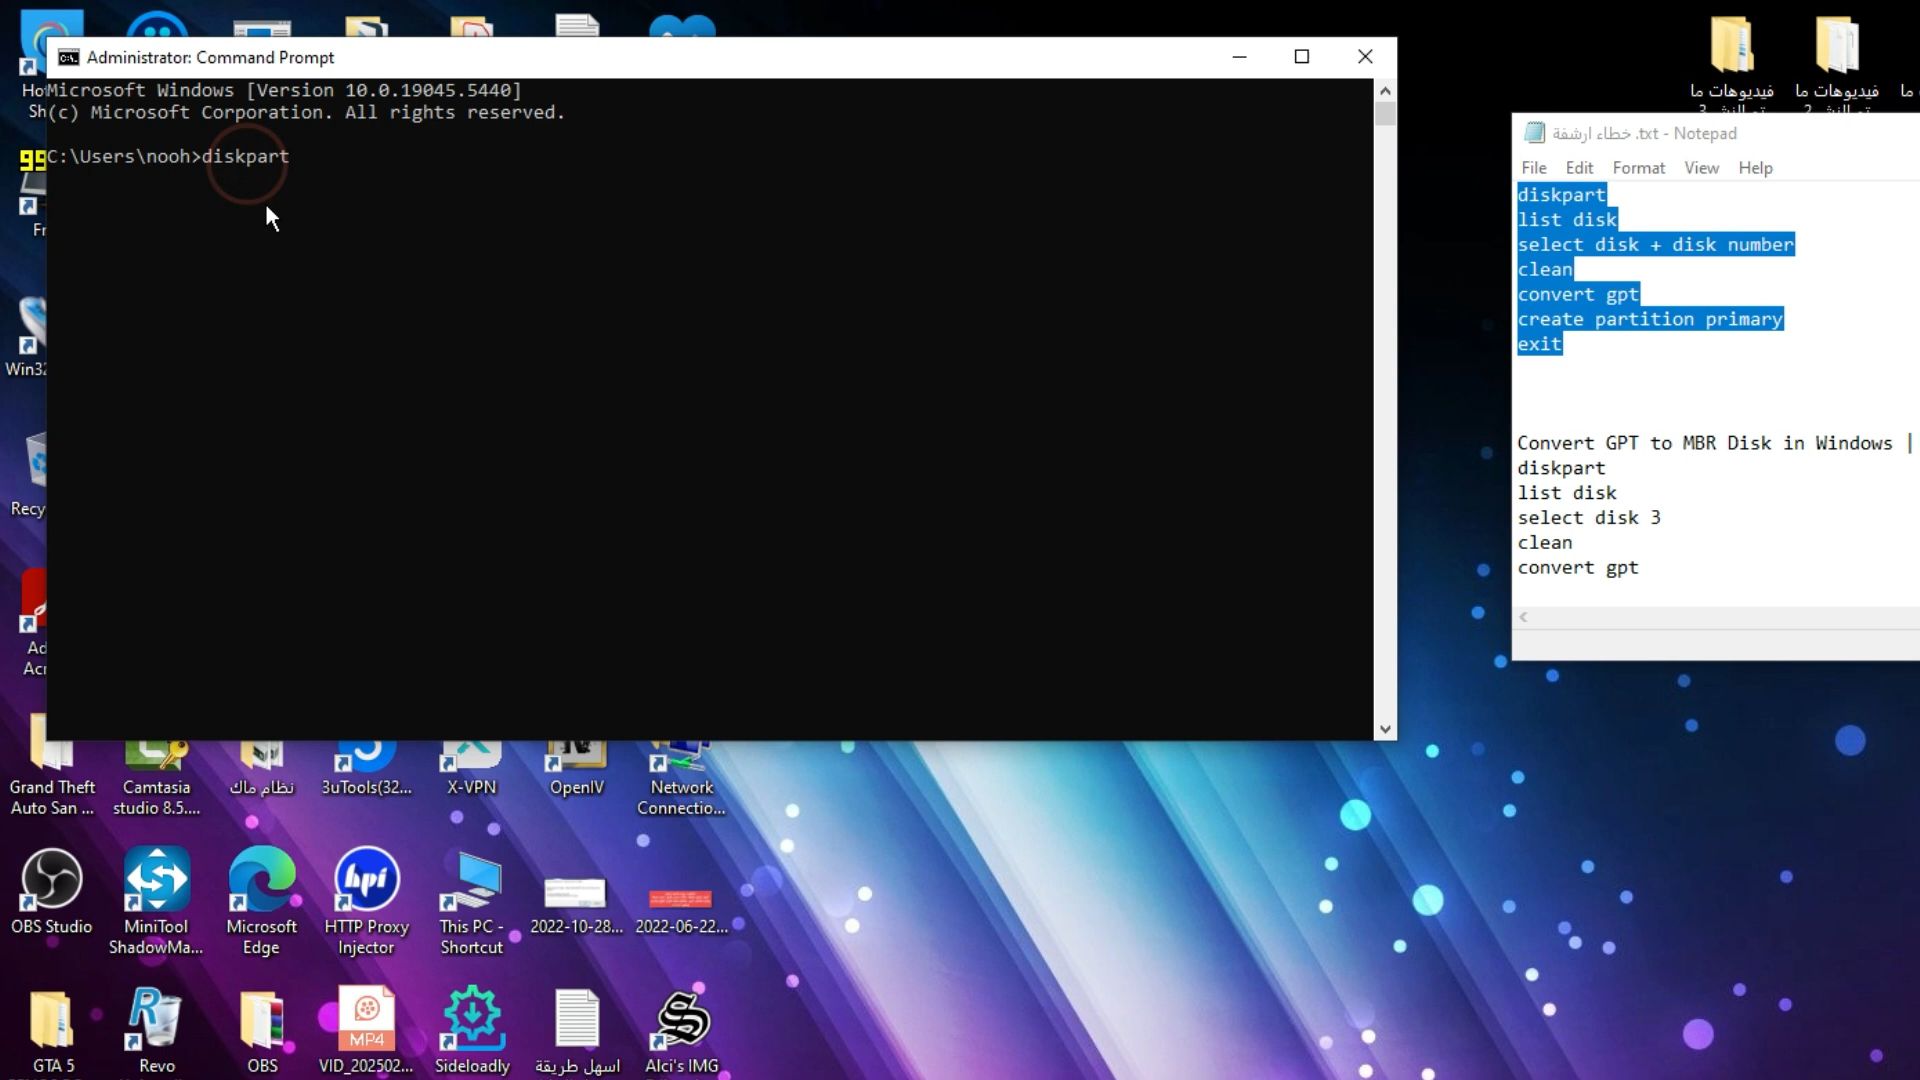 Administrator: Command Prompt
Microsoft Windows [Version 10.0.19045.5440]
(c) Microsoft Corporation. All rights reserved.
C:\Users\nooh>diskpart
فيديوهات ما
فيديوهات ما
ما
خطاء ارشفة.txt - Notepad
File Edit Format View Help
diskpart
list disk
select disk + disk number
clean
convert gpt
create partition primary
exit
Convert GPT to MBR Disk in Windows |
diskpart
list disk
select disk 3
clean
convert gpt
Grand Theft
Auto San ...
Camtasia
studio 8.5....
نظام ماك
3uTools(32...
X-VPN
OpenIV
Network
Connectio...
OBS Studio
MiniTool
ShadowMa...
Microsoft
Edge
HTTP Proxy
Injector
This PC -
Shortcut
2022-10-28...
2022-06-22...
GTA 5
Revo
OBS
MP4
VID_202502...
Sideloadly
اسهل طريقة
Alci's IMG
hpi